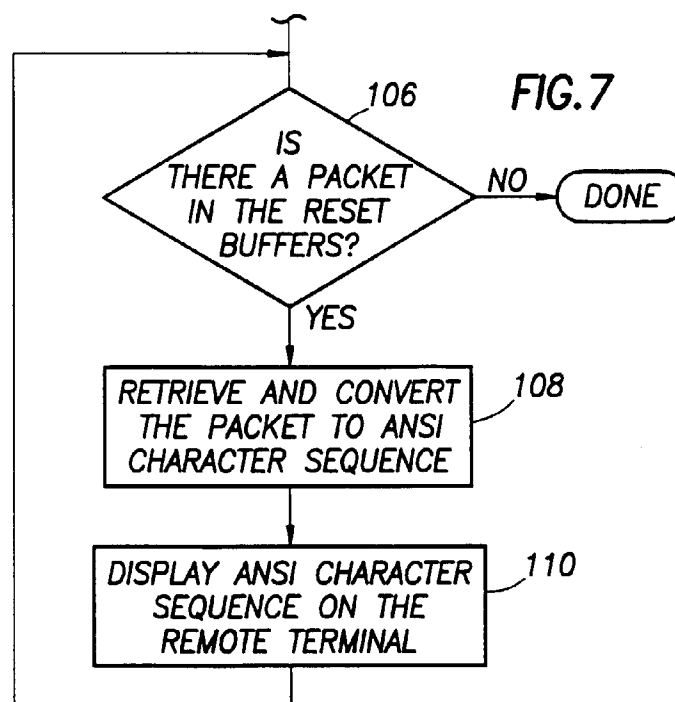 106
FIG. 7
IS
THERE A PACKET
IN THE RESET
BUFFERS?
NO
DONE
YES
RETRIEVE AND CONVERT
THE PACKET TO ANSI
CHARACTER SEQUENCE
108
DISPLAY ANSI CHARACTER
SEQUENCE ON THE
REMOTE TERMINAL
110